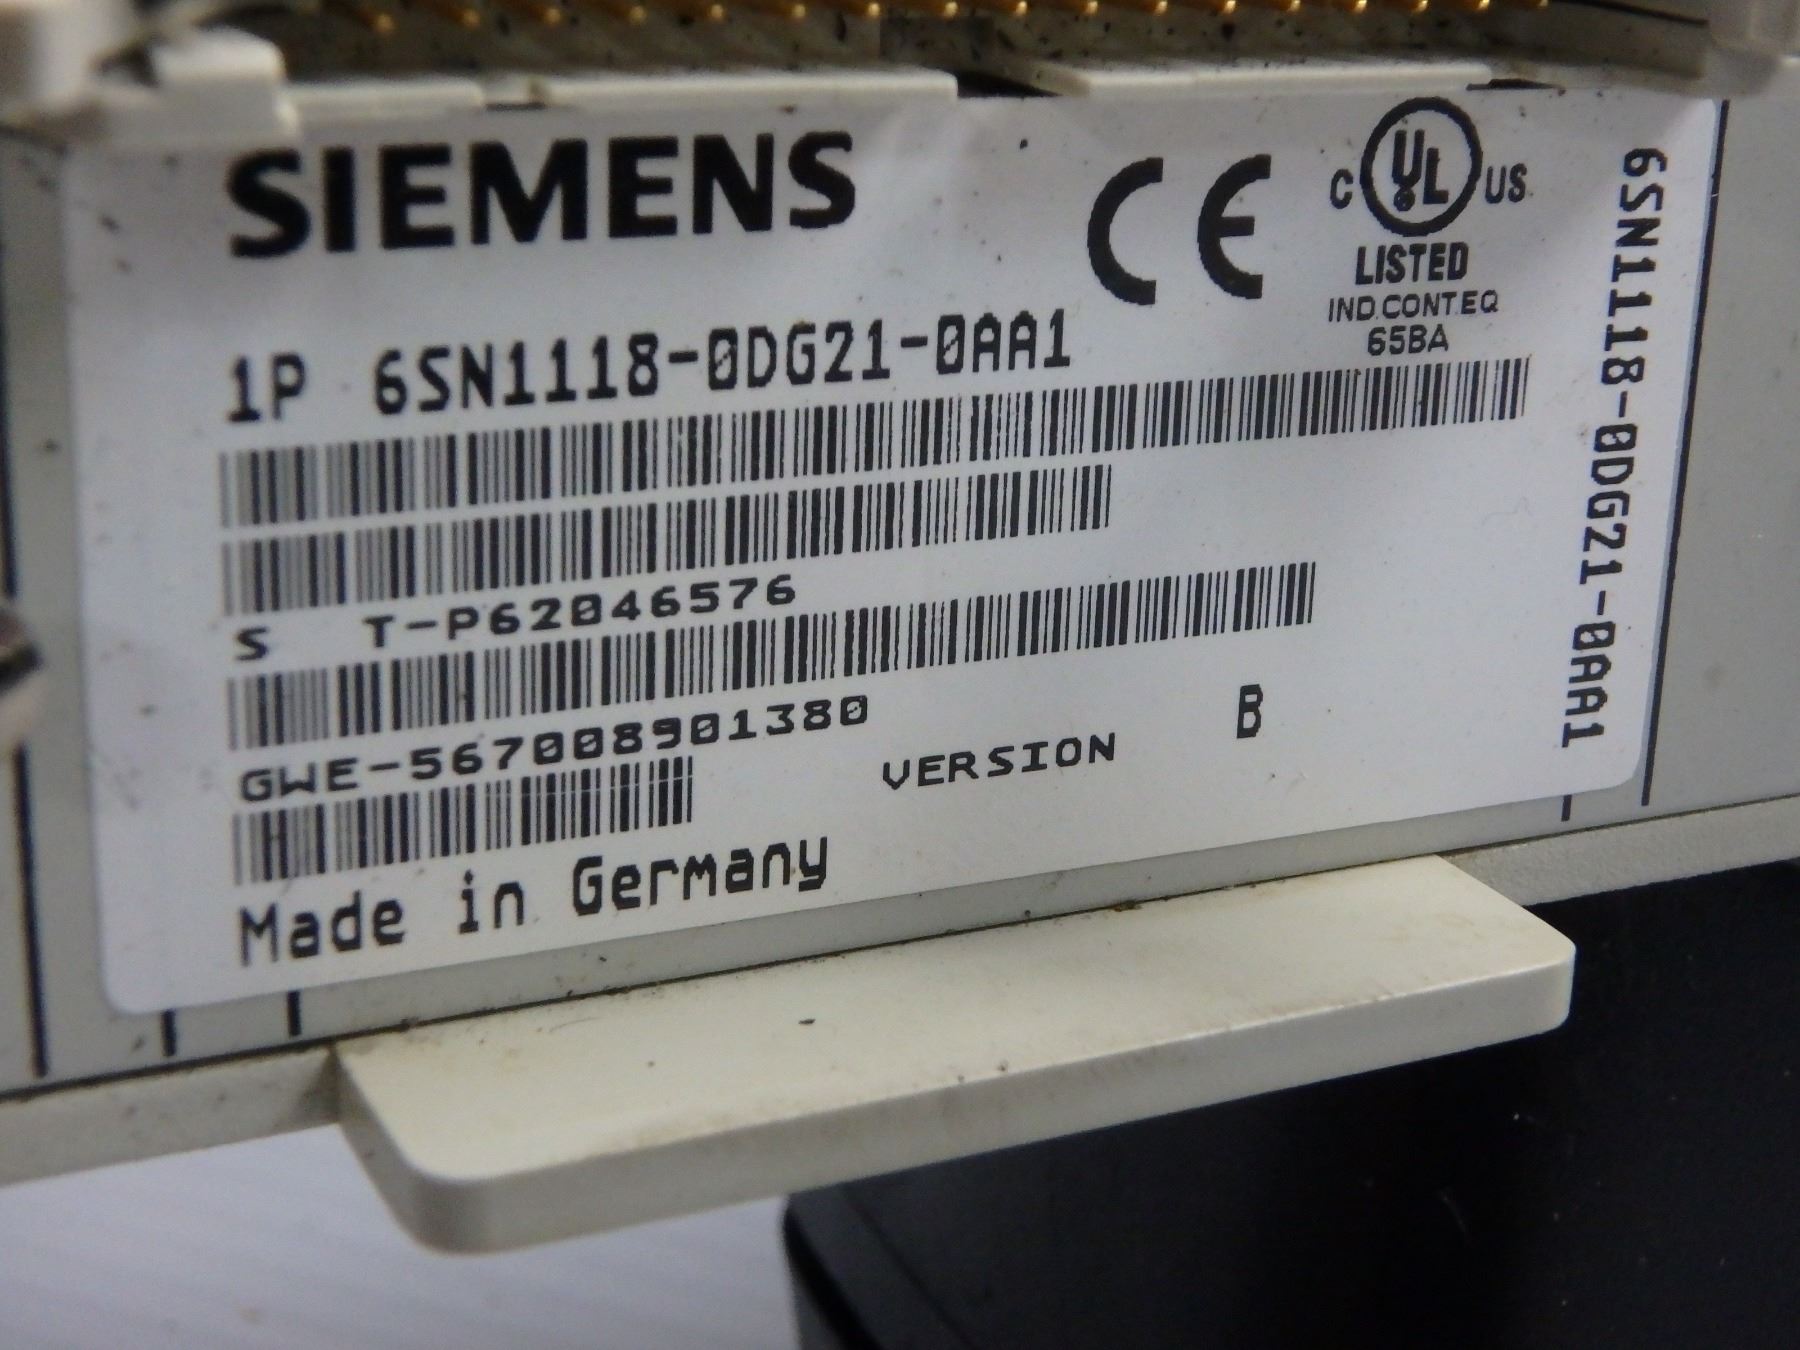 SIEMENS
CE
C UL US
LISTED
IND.CONT.EQ
65BA
1P 6SN1118-0DG21-0AA1
S T-P62046576
GWE-567008901380
VERSION B
Made in Germany
6SN1118-0DG21-0AA1